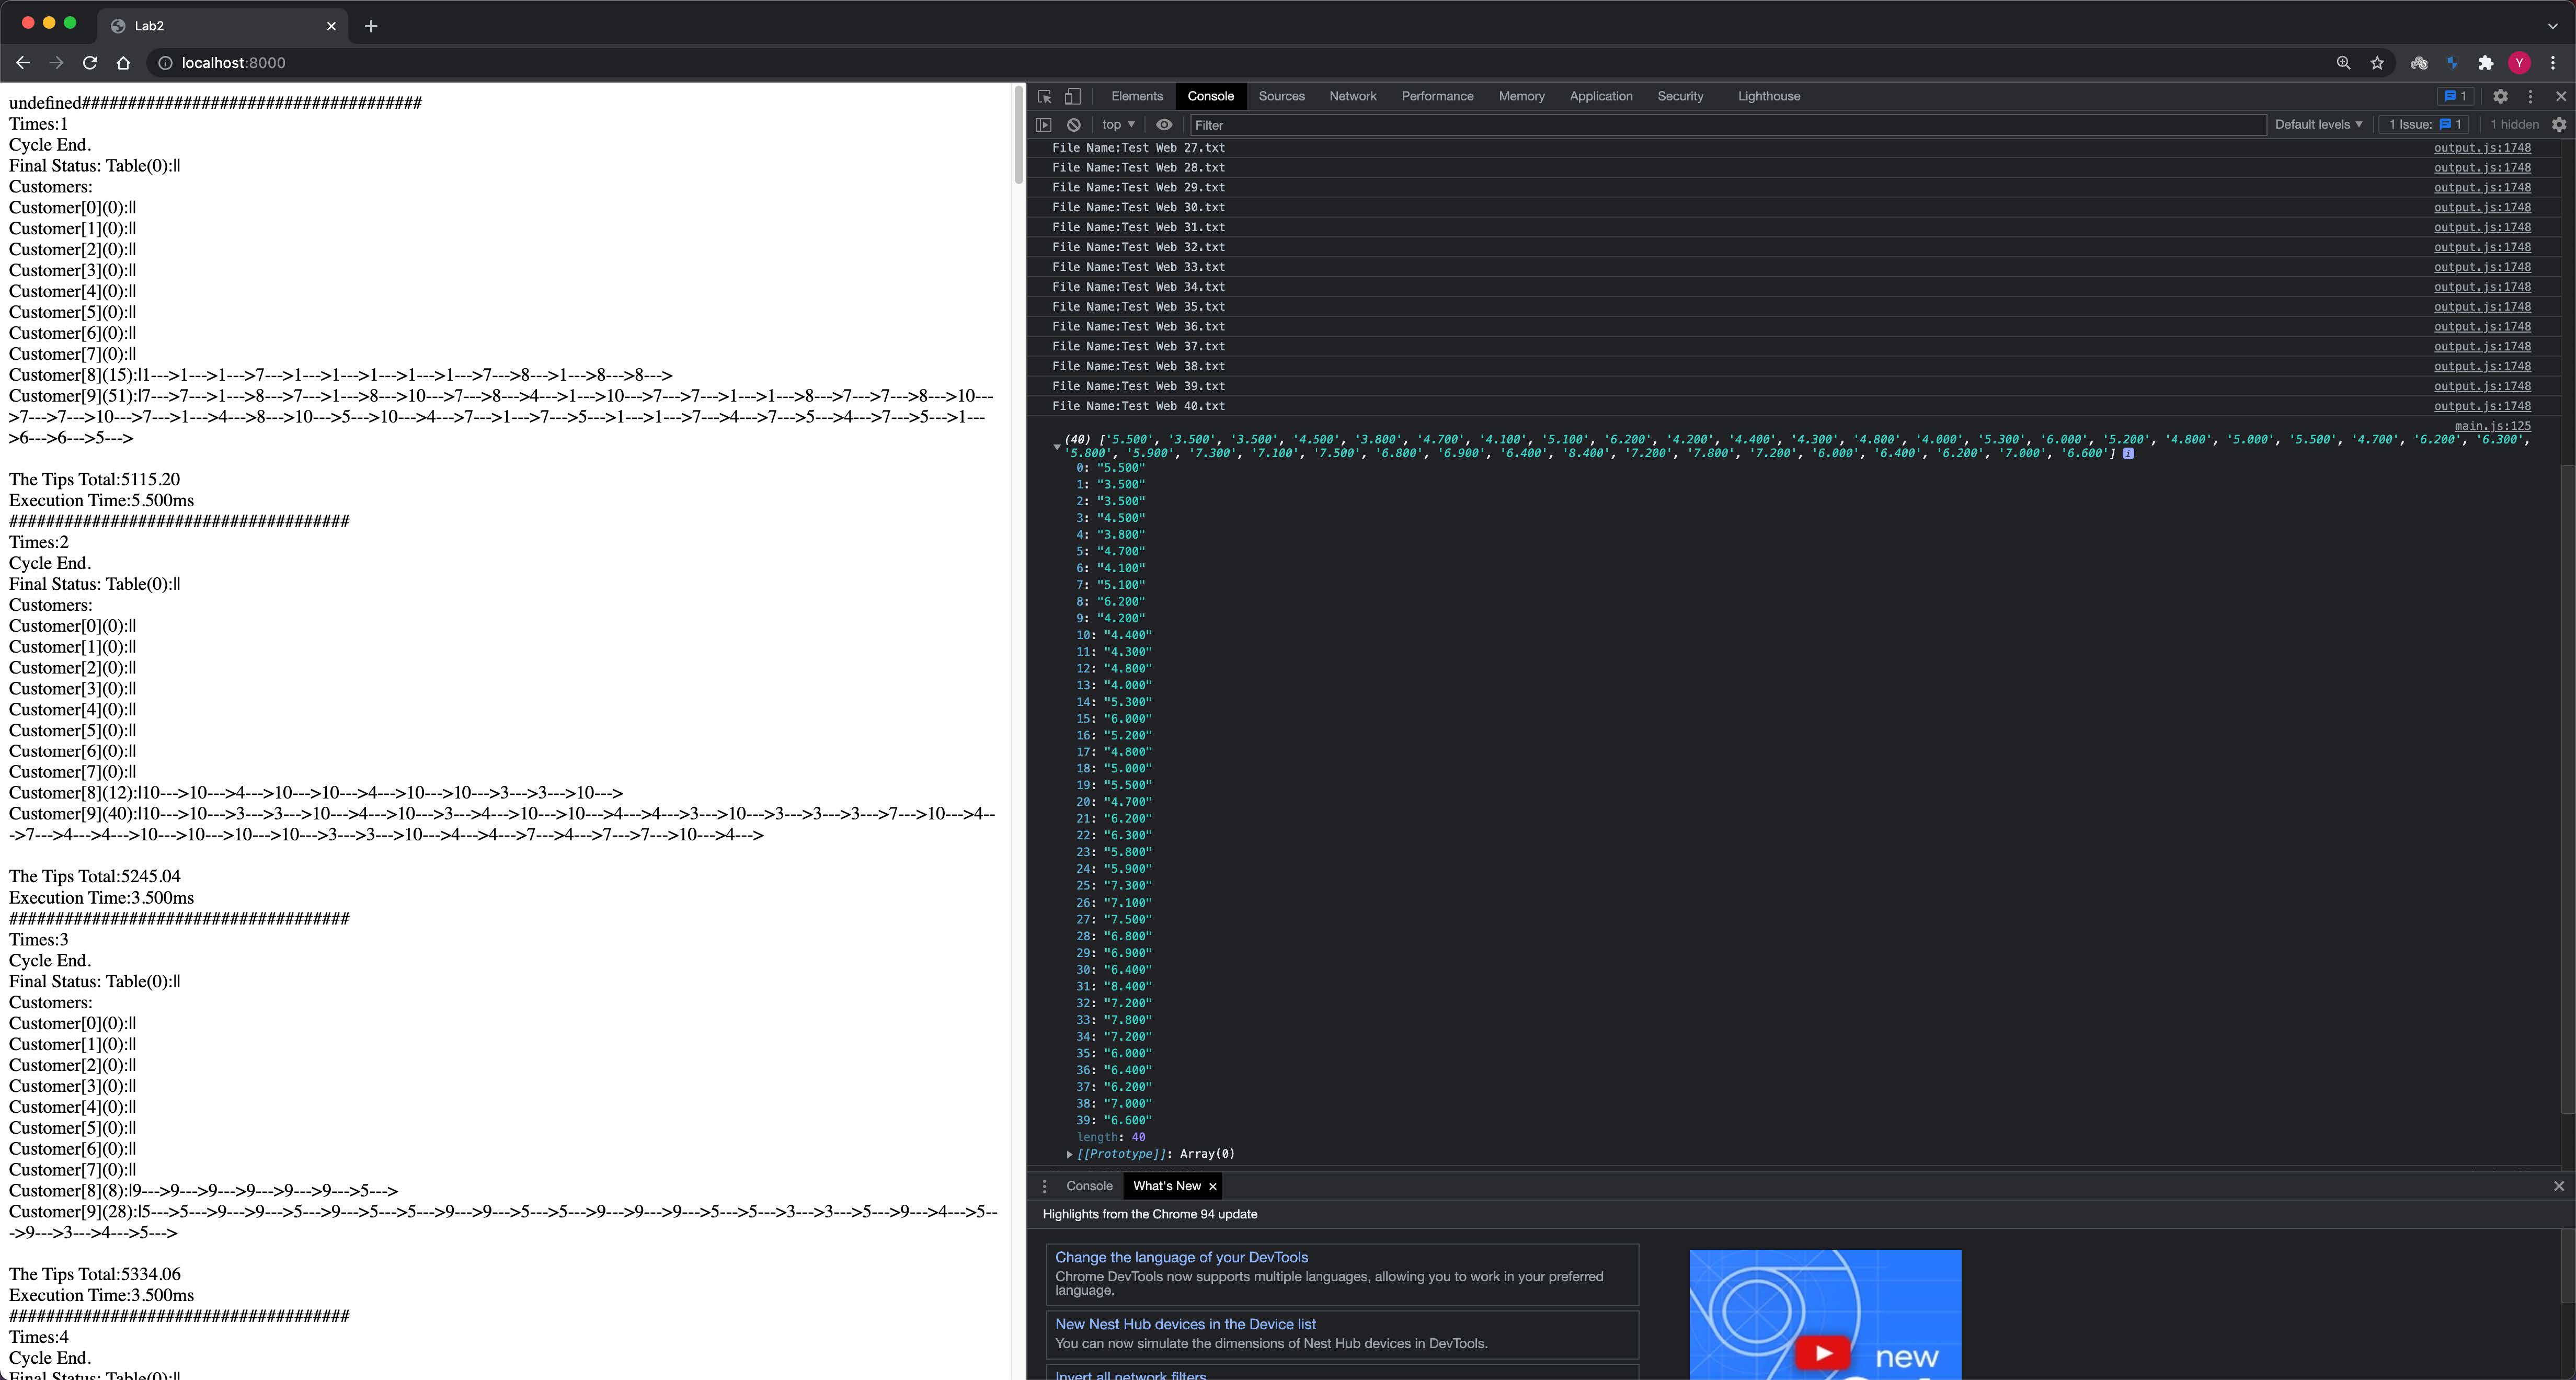 Lab2
localhost:8000
Y
undefined#####################################
Times:1
Cycle End.
Final Status: Table(0):||
Customers:
Customer[0](0):||
Customer[1](0):||
Customer[2](0):||
Customer[3](0):||
Customer[4](0):||
Customer[5](0):||
Customer[6](0):||
Customer[7](0):||
Customer[8](15):|1--->1--->1--->7--->1--->1--->1--->1--->1--->7--->8--->1--->8--->8--->
Customer[9](51):|7--->7--->1--->8--->7--->1--->8--->10--->7--->8--->4--->1--->10--->7--->7--->1--->1--->8--->7--->7--->8--->10---
>7--->7--->10--->7--->1--->4--->8--->10--->5--->10--->4--->7--->1--->7--->5--->1--->1--->7--->4--->7--->5--->4--->7--->5--->1---
>6--->6--->5--->
The Tips Total:5115.20
Execution Time:5.500ms
#####################################
Times:2
Cycle End.
Final Status: Table(0):||
Customers:
Customer[0](0):||
Customer[1](0):||
Customer[2](0):||
Customer[3](0):||
Customer[4](0):||
Customer[5](0):||
Customer[6](0):||
Customer[7](0):||
Customer[8](12):|10--->10--->4--->10--->10--->4--->10--->10--->3--->3--->10--->
Customer[9](40):|10--->10--->3--->3--->10--->4--->10--->3--->4--->10--->10--->4--->4--->3--->10--->3--->3--->3--->7--->10--->4--
->7--->4--->4--->10--->10--->10--->10--->3--->3--->10--->4--->4--->7--->4--->7--->7--->10--->4--->
The Tips Total:5245.04
Execution Time:3.500ms
#####################################
Times:3
Cycle End.
Final Status: Table(0):||
Customers:
Customer[0](0):||
Customer[1](0):||
Customer[2](0):||
Customer[3](0):||
Customer[4](0):||
Customer[5](0):||
Customer[6](0):||
Customer[7](0):||
Customer[8](8):|9--->9--->9--->9--->9--->9--->5--->
Customer[9](28):|5--->5--->9--->9--->5--->9--->5--->5--->9--->9--->5--->5--->9--->9--->9--->5--->5--->3--->3--->5--->9--->4--->5--
->9--->3--->4--->5--->
The Tips Total:5334.06
Execution Time:3.500ms
#####################################
Times:4
Cycle End.
Final Status: Table(0):||
Elements Console Sources Network Performance Memory Application Security Lighthouse 1
top Filter Default levels 1 Issue: 1 1 hidden
File Name:Test Web 27.txt output.js:1748
File Name:Test Web 28.txt output.js:1748
File Name:Test Web 29.txt output.js:1748
File Name:Test Web 30.txt output.js:1748
File Name:Test Web 31.txt output.js:1748
File Name:Test Web 32.txt output.js:1748
File Name:Test Web 33.txt output.js:1748
File Name:Test Web 34.txt output.js:1748
File Name:Test Web 35.txt output.js:1748
File Name:Test Web 36.txt output.js:1748
File Name:Test Web 37.txt output.js:1748
File Name:Test Web 38.txt output.js:1748
File Name:Test Web 39.txt output.js:1748
File Name:Test Web 40.txt output.js:1748
main.js:125
(40) ['5.500', '3.500', '3.500', '4.500', '3.800', '4.700', '4.100', '5.100', '6.200', '4.200', '4.400', '4.300', '4.800', '4.000', '5.300', '6.000', '5.200', '4.800', '5.000', '5.500', '4.700', '6.200', '6.300',
'5.800', '5.900', '7.300', '7.100', '7.500', '6.800', '6.900', '6.400', '8.400', '7.200', '7.800', '7.200', '6.000', '6.400', '6.200', '7.000', '6.600'] i
0: "5.500"
1: "3.500"
2: "3.500"
3: "4.500"
4: "3.800"
5: "4.700"
6: "4.100"
7: "5.100"
8: "6.200"
9: "4.200"
10: "4.400"
11: "4.300"
12: "4.800"
13: "4.000"
14: "5.300"
15: "6.000"
16: "5.200"
17: "4.800"
18: "5.000"
19: "5.500"
20: "4.700"
21: "6.200"
22: "6.300"
23: "5.800"
24: "5.900"
25: "7.300"
26: "7.100"
27: "7.500"
28: "6.800"
29: "6.900"
30: "6.400"
31: "8.400"
32: "7.200"
33: "7.800"
34: "7.200"
35: "6.000"
36: "6.400"
37: "6.200"
38: "7.000"
39: "6.600"
length: 40
[[Prototype]]: Array(0)
Console What's New
Highlights from the Chrome 94 update
Change the language of your DevTools
Chrome DevTools now supports multiple languages, allowing you to work in your preferred
language.
New Nest Hub devices in the Device list
You can now simulate the dimensions of Nest Hub devices in DevTools.
Invert all network filters
new